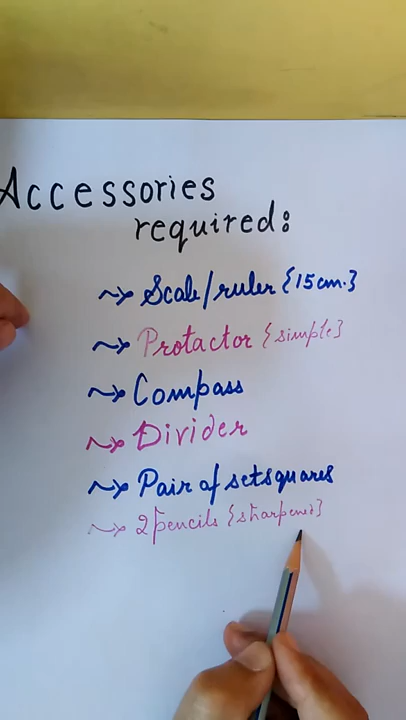 Accessories
required:
~> Scale/ruler {15cm.}
~> Protactor {simple}
~> Compass
~> Divider
~> Pair of setsquares
~> 2 pencils {sharpened}